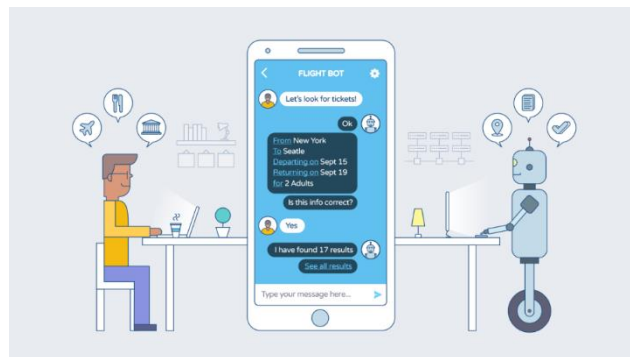 FLIGHT BOT
Let's look for tickets!
Ok
From New York
To Seatle
Departing on Sept 15
Returning on Sept 19
for 2 Adults
Is this info correct?
Yes
I have found 17 results
See all results
Type your message here...